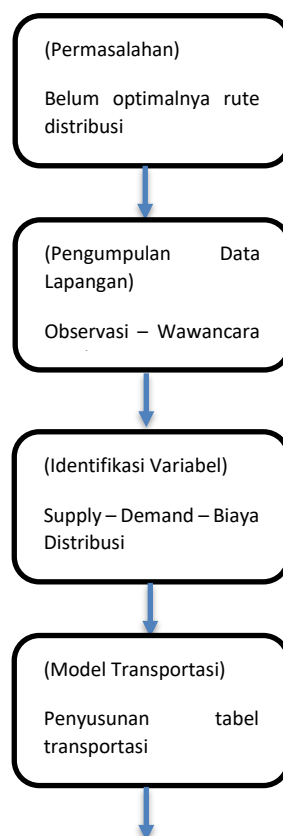 (Permasalahan)
Belum optimalnya rute
distribusi
(Pengumpulan Data
Lapangan)
Observasi – Wawancara
(Identifikasi Variabel)
Supply – Demand – Biaya
Distribusi
(Model Transportasi)
Penyusunan tabel
transportasi